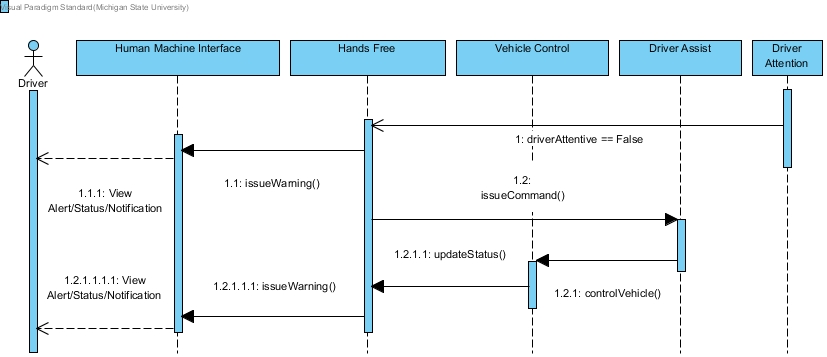 Visual Paradigm Standard(Michigan State University)
Human Machine Interface
Hands Free
Vehicle Control
Driver Assist
Driver
Attention
Driver
1: driverAttentive == False
1.1: issueWarning()
1.2:
issueCommand()
1.1.1: View
Alert/Status/Notification
1.2.1.1: updateStatus()
1.2.1.1.1.1: View
Alert/Status/Notification
1.2.1.1.1: issueWarning()
1.2.1: controlVehicle()